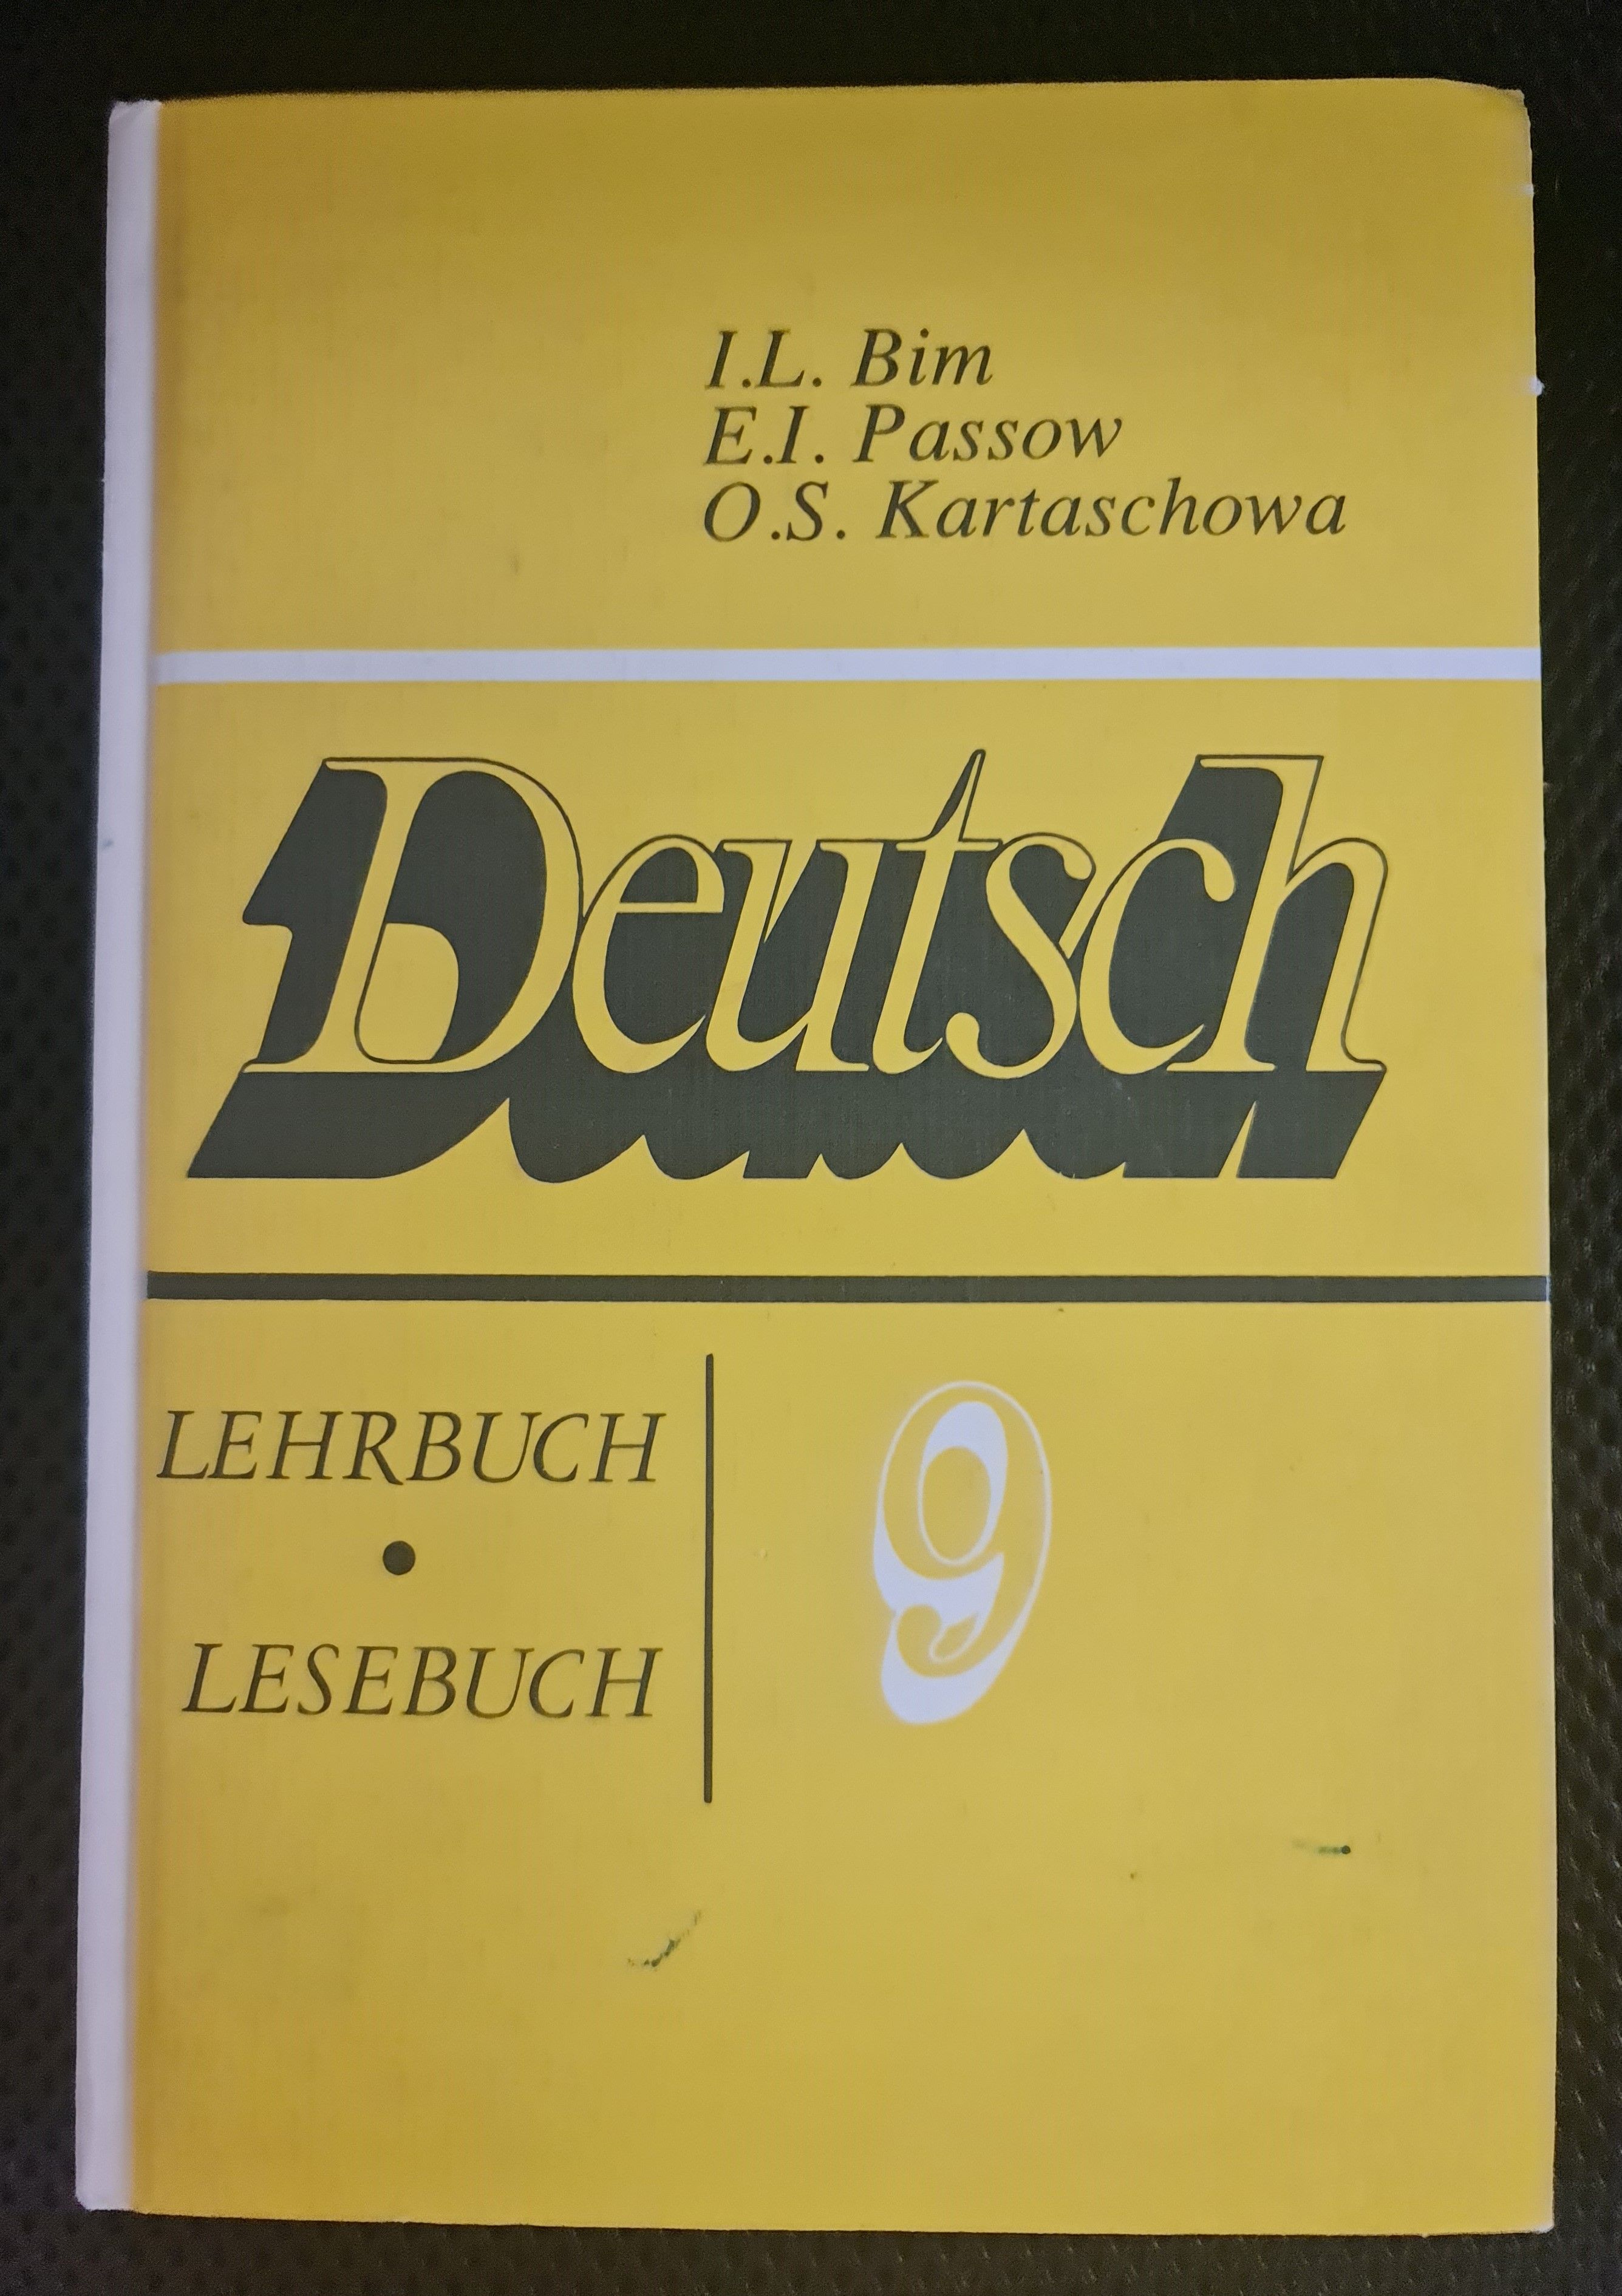 I.L. Bim
E.I. Passow
O.S. Kartaschowa
Deutsch
LEHRBUCH
•
LESEBUCH
9